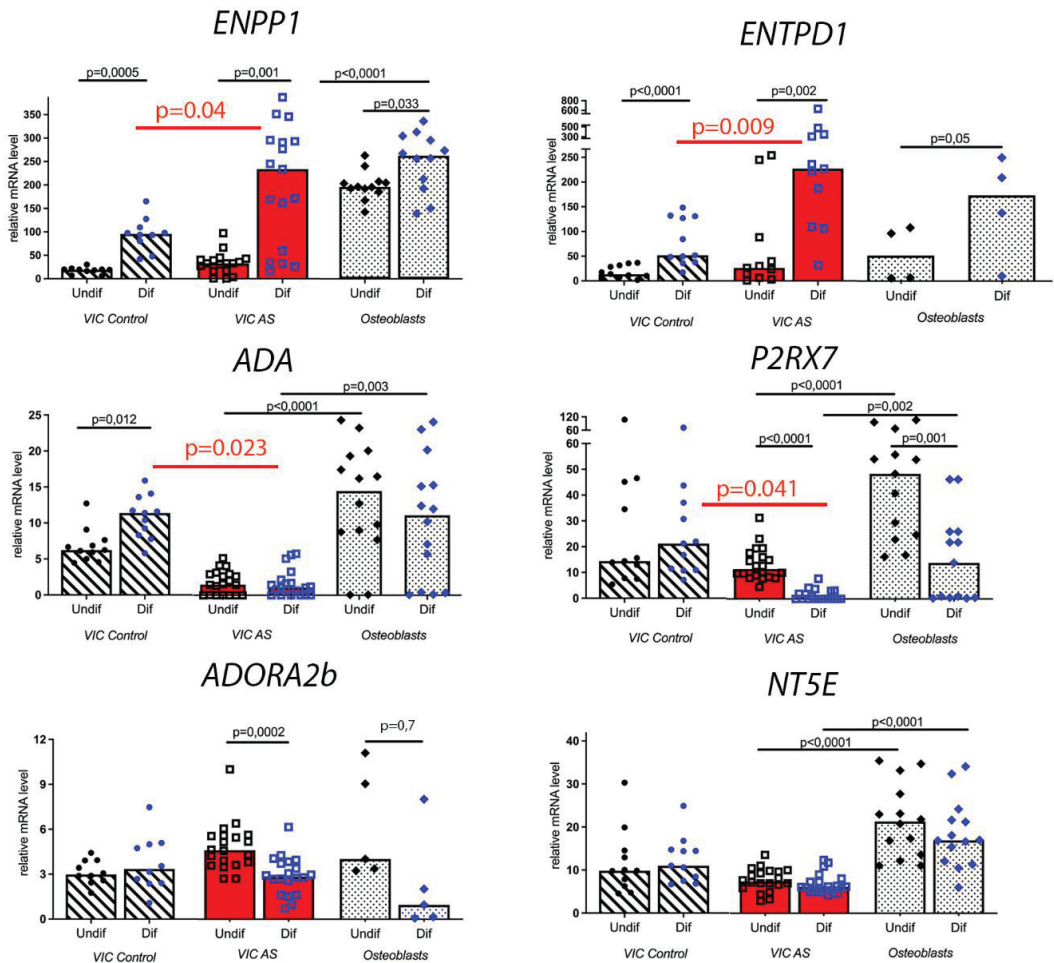 ENPP1
p=0,0005
p=0,001
p<0,0001
p=0.04
p=0,033
relative mRNA level
350
300
250
200
150
100
50
0
Undif Dif Undif Dif Undif Dif
VIC Control VIC AS Osteoblasts
ENTPD1
p<0,0001
p=0,002
p=0.009
p=0,05
relative mRNA level
800
600
500
300
250
200
150
100
50
0
Undif Dif Undif Dif Undif Dif
VIC Control VIC AS Osteoblasts
ADA
p=0,003
p=0,012
p<0,0001
p=0.023
relative mRNA level
25
20
15
10
5
0
Undif Dif Undif Dif Undif Dif
VIC Control VIC AS Osteoblasts
P2RX7
p<0,0001
p=0,002
p<0,0001
p=0,001
p=0.041
relative mRNA level
120
60
60
50
40
30
20
10
0
Undif Dif Undif Dif Undif Dif
VIC Control VIC AS Osteoblasts
ADORA2b
p=0,0002
p=0,7
relative mRNA level
12
9
6
3
0
Undif Dif Undif Dif Undif Dif
VIC Control VIC AS Osteoblasts
NT5E
p<0,0001
p<0,0001
relative mRNA level
40
30
20
10
0
Undif Dif Undif Dif Undif Dif
VIC Control VIC AS Osteoblasts